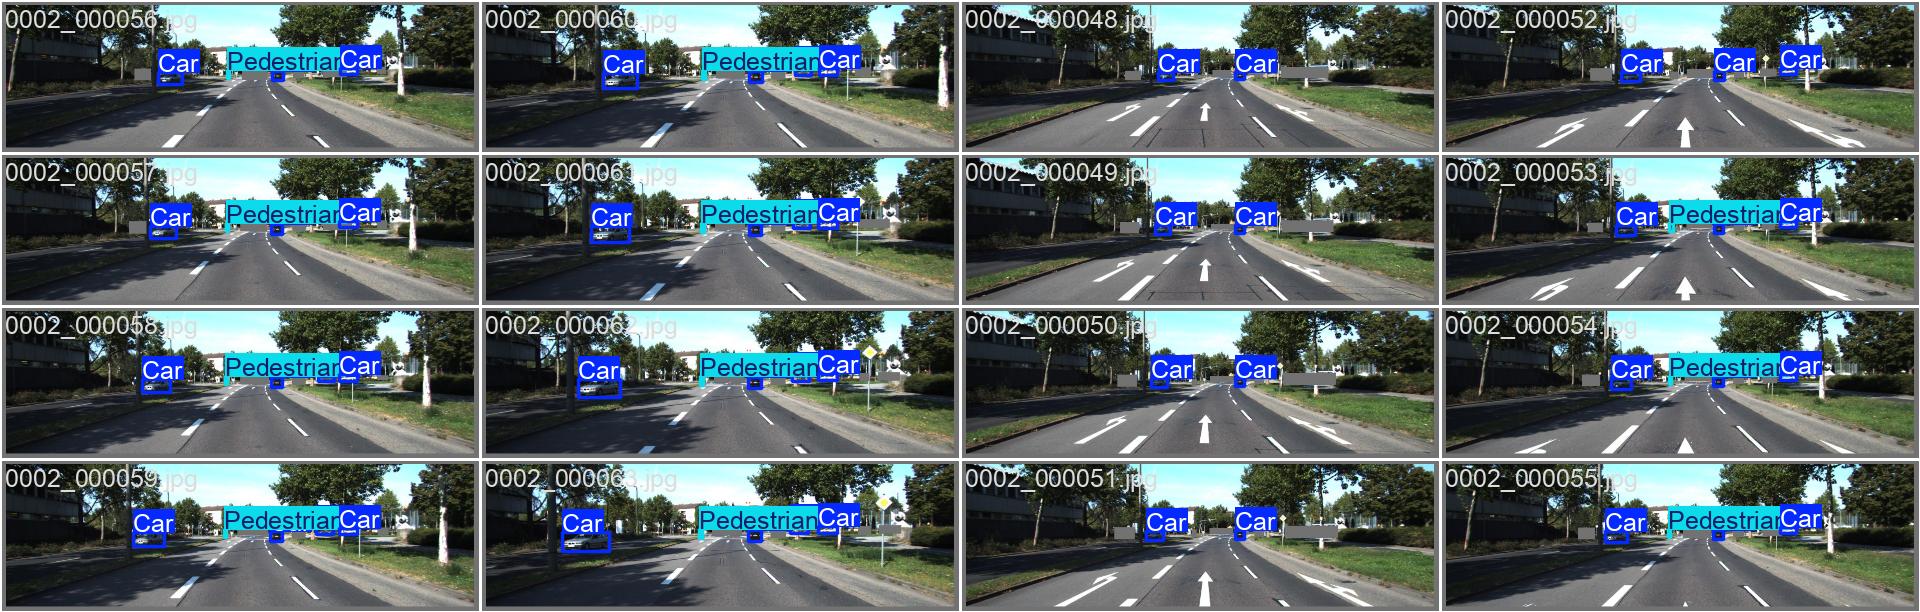 0002_000056.jpg
Car Pedestrian Car
0002_000060.jpg
Car Pedestrian Car
0002_000048.jpg
Car Car
0002_000052.jpg
Car Car Car
0002_000057.jpg
Car Pedestrian Car
0002_000061.jpg
Car Pedestrian Car
0002_000049.jpg
Car Car
0002_000053.jpg
Car Pedestrian Car
0002_000058.jpg
Car Pedestrian Car
0002_000062.jpg
Car Pedestrian Car
0002_000050.jpg
Car Car
0002_000054.jpg
Car Pedestrian Car
0002_000059.jpg
Car Pedestrian Car
0002_000063.jpg
Car Pedestrian Car
0002_000051.jpg
Car Car
0002_000055.jpg
Car Pedestrian Car